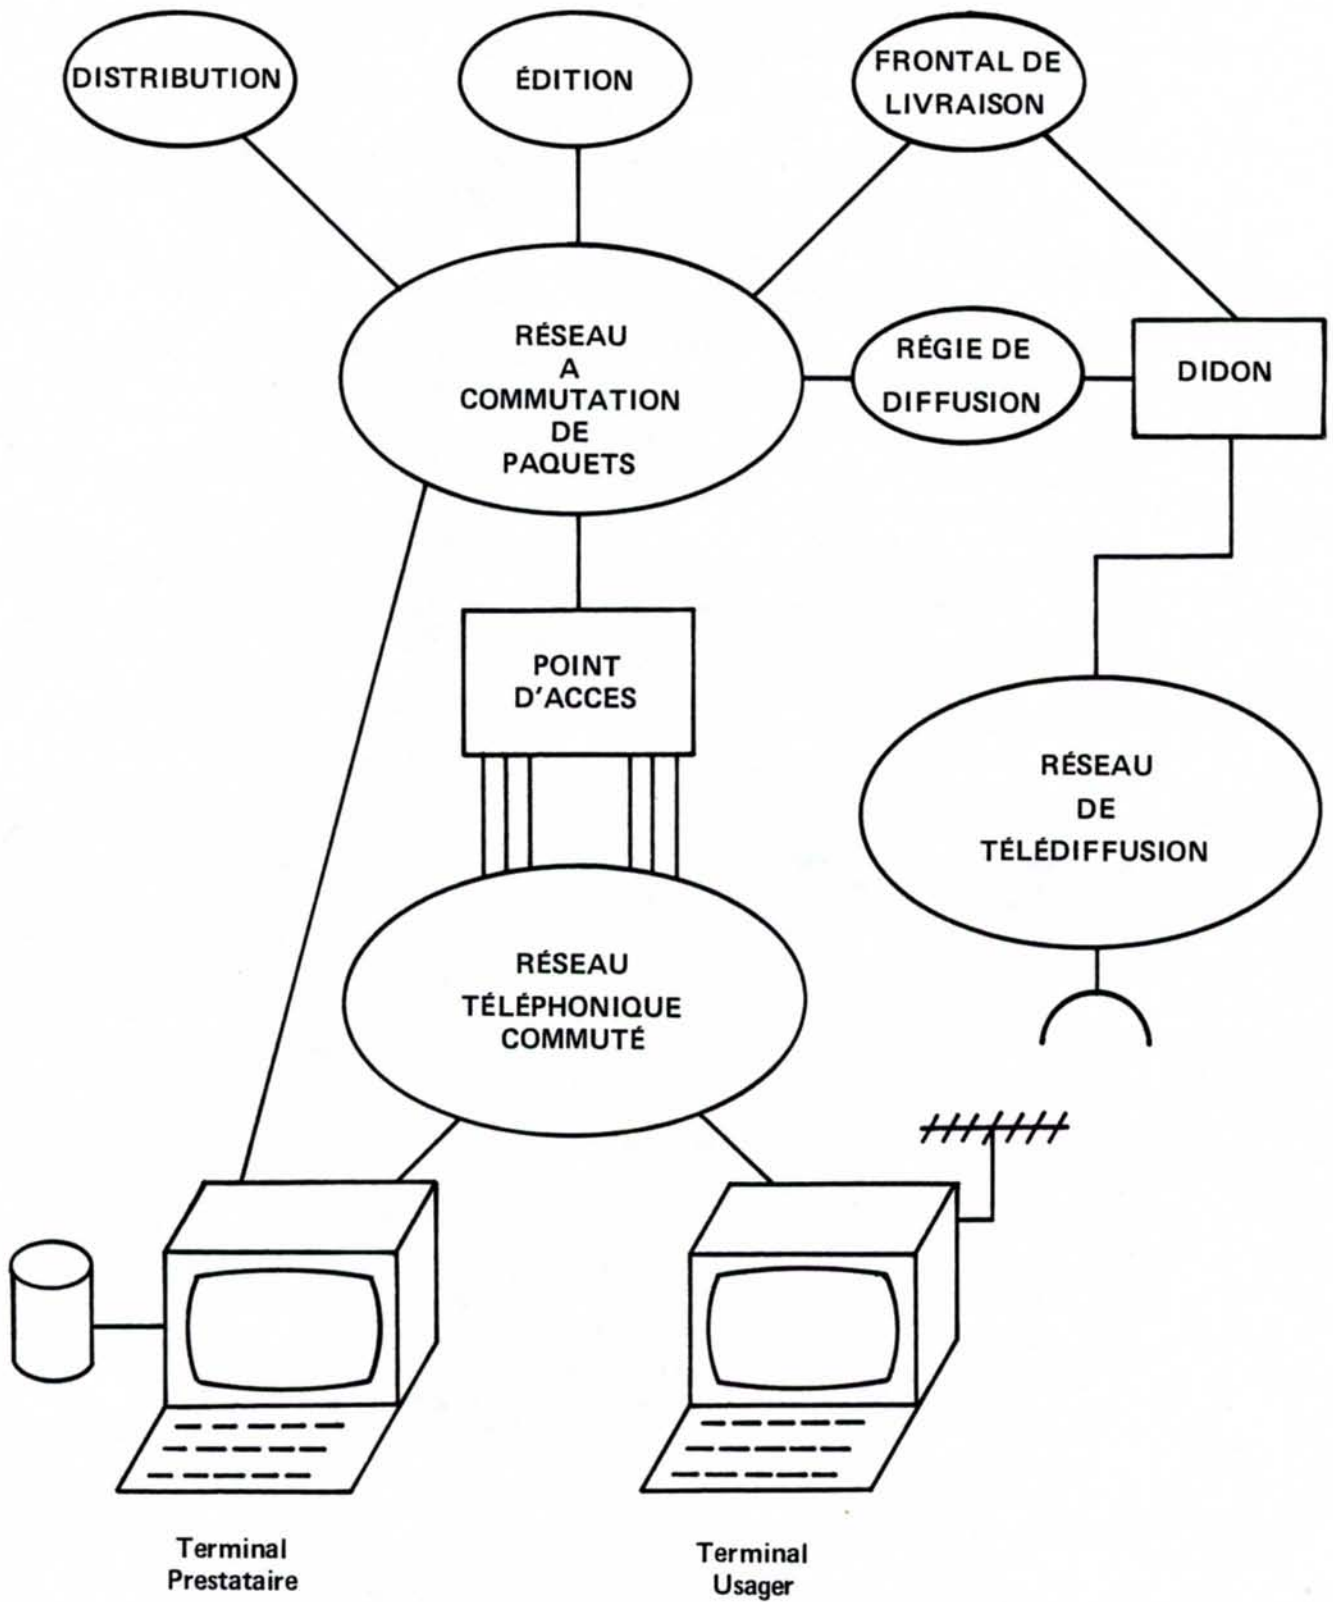 DISTRIBUTION
ÉDITION
FRONTAL DE
LIVRAISON
RÉSEAU
A
COMMUTATION
DE
PAQUETS
RÉGIE DE
DIFFUSION
DIDON
POINT
D'ACCES
RÉSEAU
DE
TÉLÉDIFFUSION
RÉSEAU
TÉLÉPHONIQUE
COMMUTÉ
Terminal
Prestataire
Terminal
Usager